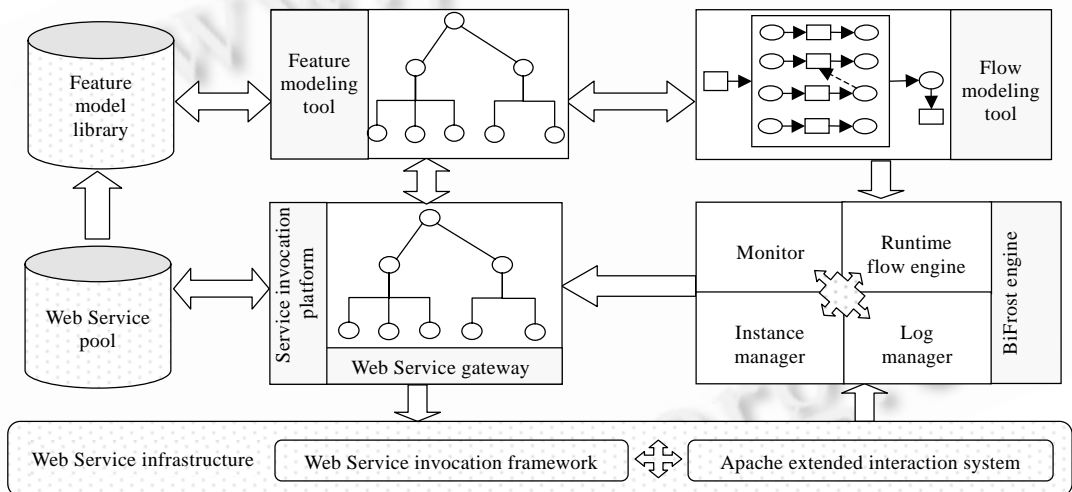 Feature
model
library
Feature
modeling
tool
Flow
modeling
tool
Web Service
pool
Service invocation
platform
Web Service gateway
Monitor
Runtime
flow engine
Instance
manager
Log
manager
BiFrost engine
Web Service infrastructure
Web Service invocation framework
Apache extended interaction system